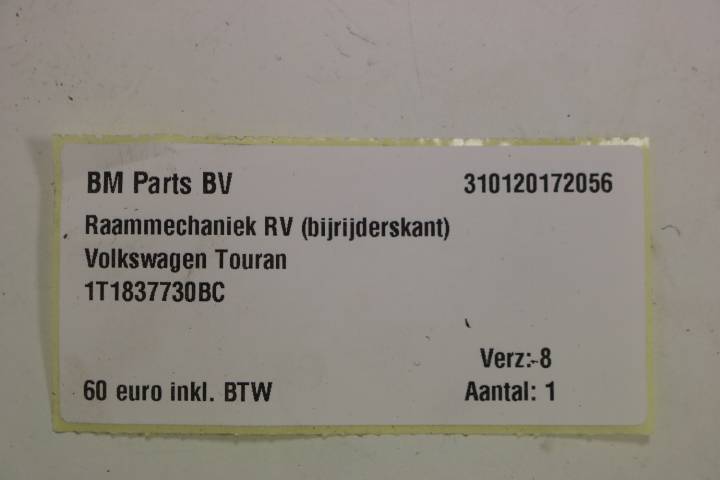 BM Parts BV 310120172056
Raammechaniek RV (bijrijderskant)
Volkswagen Touran
1T1837730BC
Verz:-8
60 euro inkl. BTW Aantal: 1